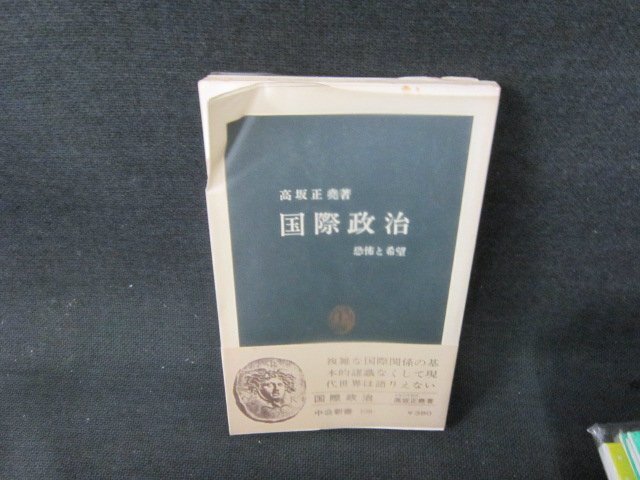 高坂正堯著
国際政治
恐怖と希望
複雑な国際関係の基
本的認識なくして現
代世界は語りえない
国際政治
高坂正堯著
中公新書 108
￥380